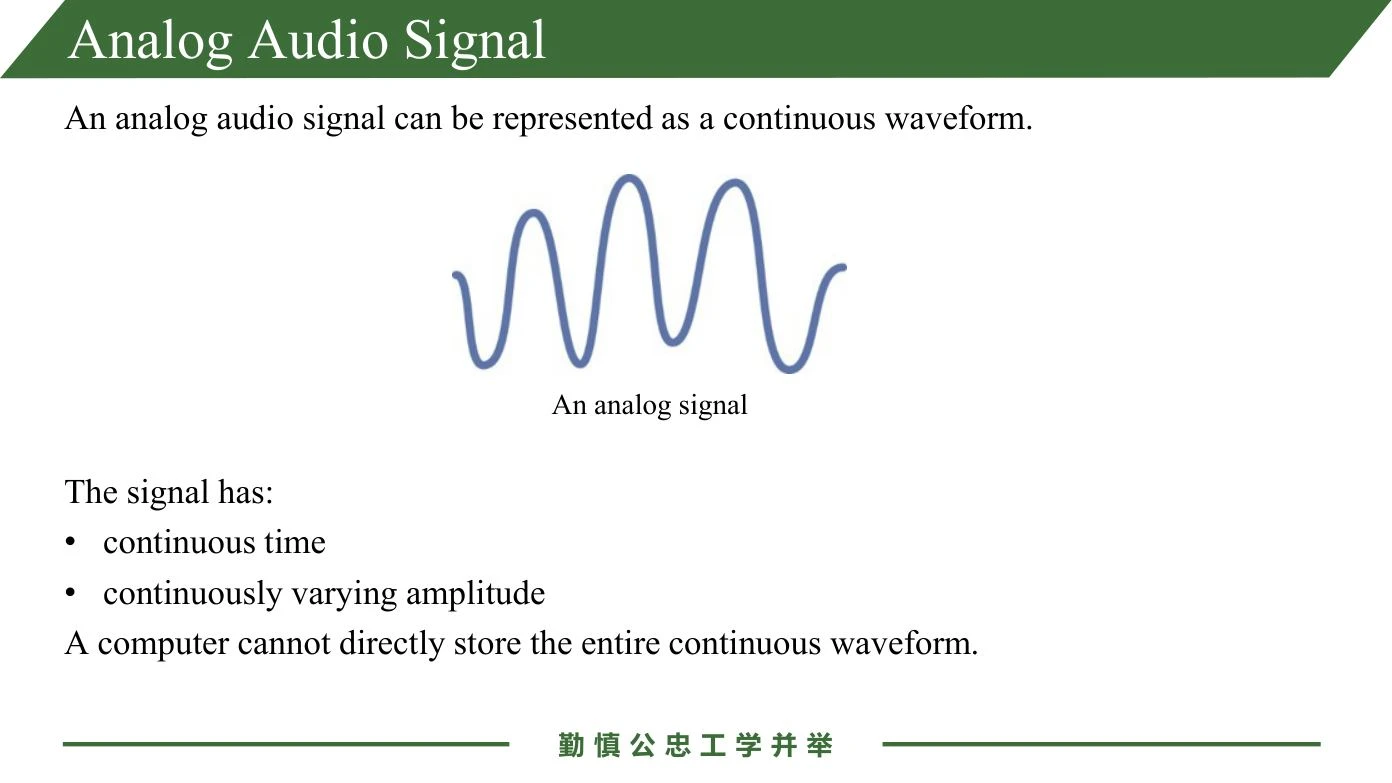 Analog Audio Signal
An analog audio signal can be represented as a continuous waveform.
An analog signal
The signal has:
• continuous time
• continuously varying amplitude
A computer cannot directly store the entire continuous waveform.
勤慎公忠工学并举